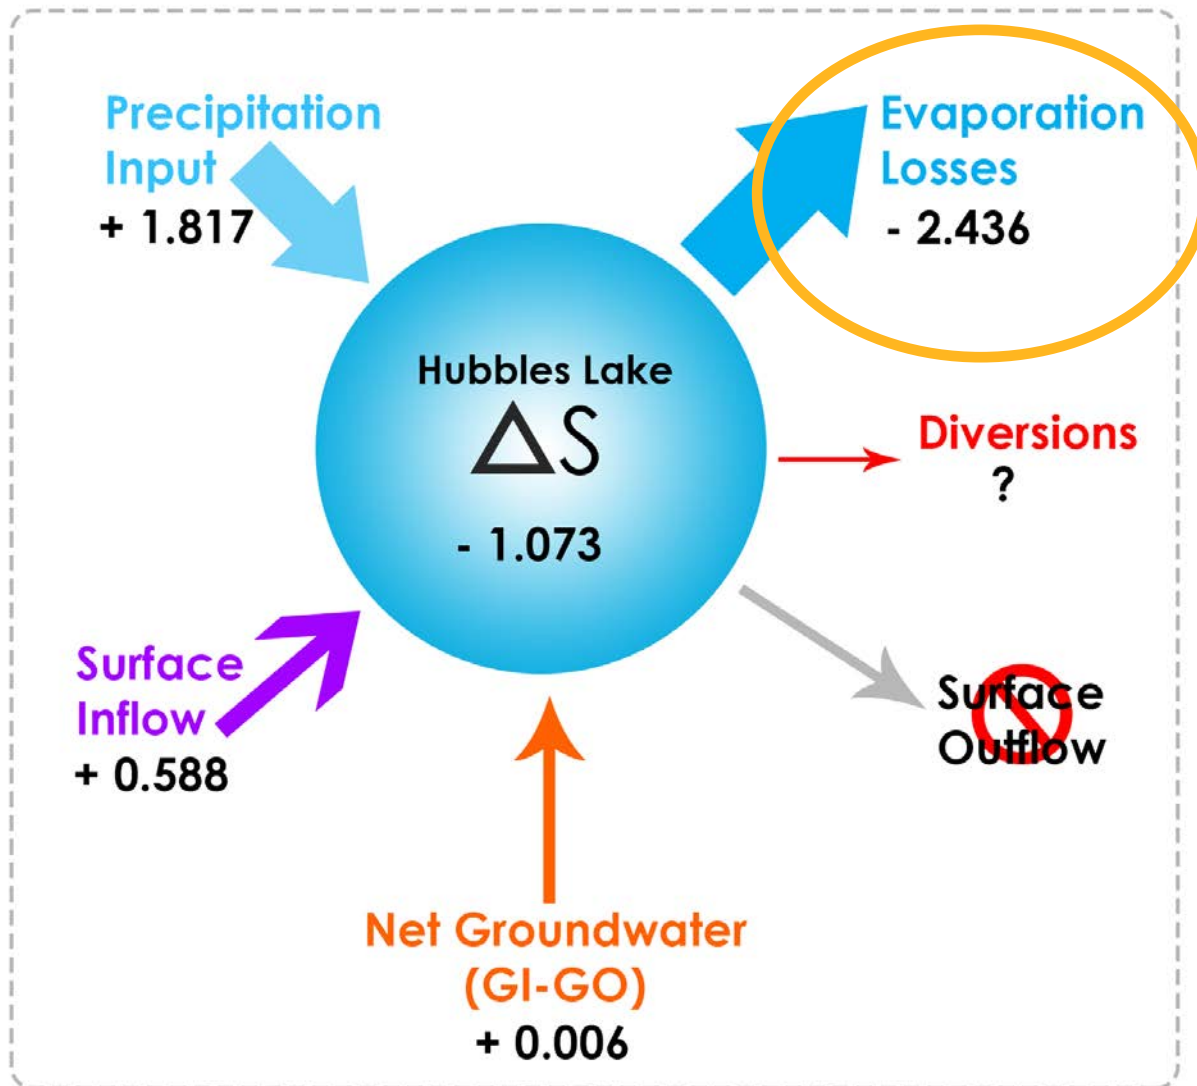 Precipitation
Input
+ 1.817
Evaporation
Losses
- 2.436
Hubbles Lake
ΔS
- 1.073
Diversions
?
Surface
Inflow
+ 0.588
Surface
Outflow
Net Groundwater
(GI-GO)
+ 0.006